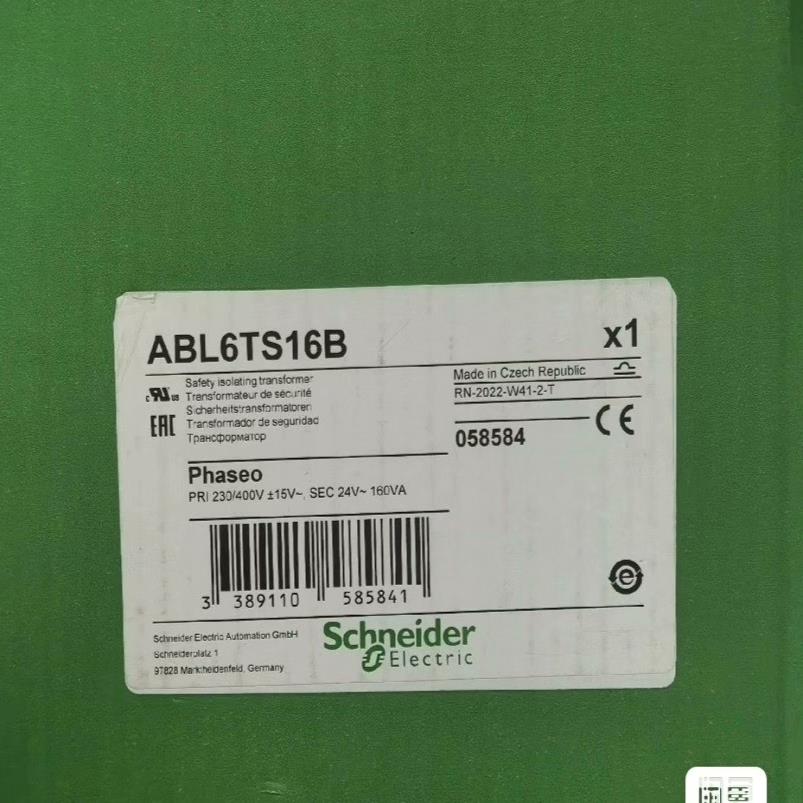 ABL6TS16B
x1
Safety isolating transformer
Transformateur de sécurité
Sicherheitstransformatoren
Transformador de seguridad
Трансформатор
c RU us
EAC
Made in Czech Republic
RN-2022-W41-2-T
058584
CE
Phaseo
PRI 230/400V ±15V~, SEC 24V~ 160VA
3 389110 585841
e
Schneider Electric Automation GmbH
Schneiderplatz 1
97828 Marktheidenfeld, Germany
Schneider
Electric